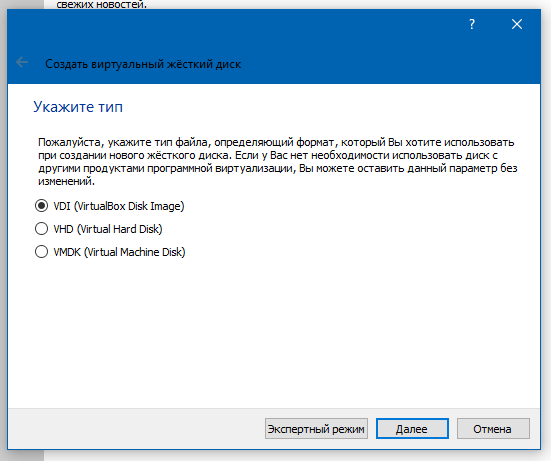 свежих новостей.
?
Создать виртуальный жёсткий диск
Укажите тип
Пожалуйста, укажите тип файла, определяющий формат, который Вы хотите использовать
при создании нового жёсткого диска. Если у Вас нет необходимости использовать диск с
другими продуктами программной виртуализации, Вы можете оставить данный параметр без
изменений.
VDI (VirtualBox Disk Image)
VHD (Virtual Hard Disk)
VMDK (Virtual Machine Disk)
Экспертный режим Далее Отмена